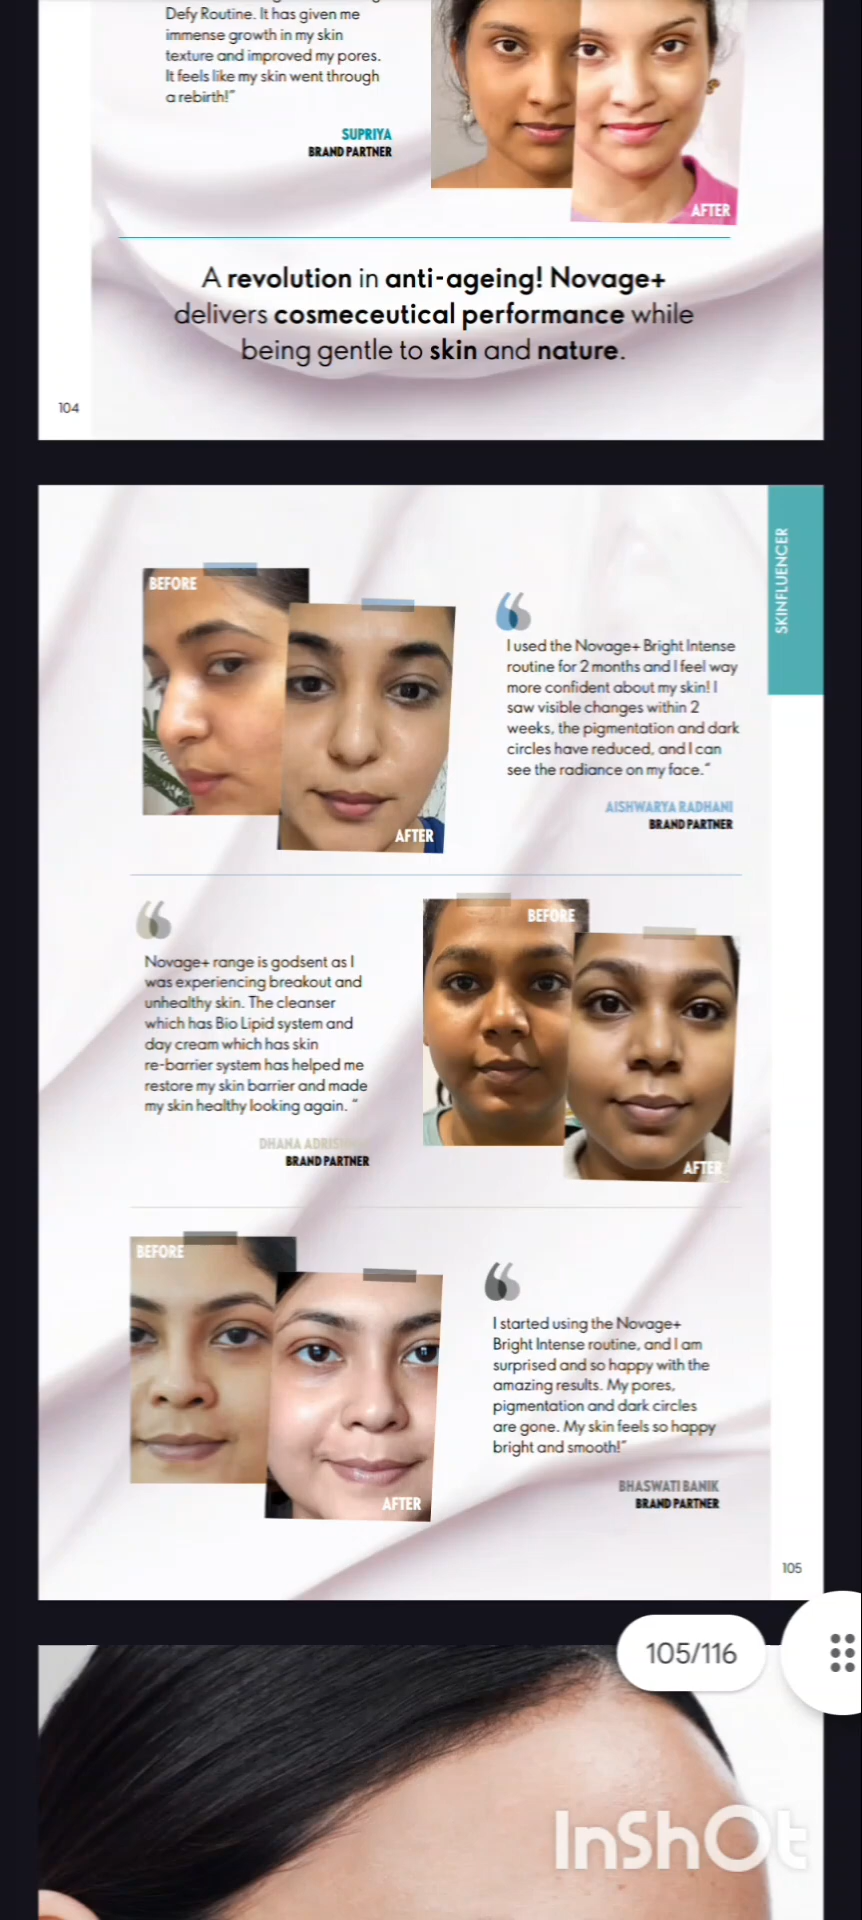 Defy Routine. It has given me
immense growth in my skin
texture and improved my pores.
It feels like my skin went through
a rebirth!"
SUPRIYA
BRAND PARTNER
AFTER
A revolution in anti-ageing! Novage+
delivers cosmeceutical performance while
being gentle to skin and nature.
104
SKINFLUENCER
BEFORE
AFTER
I used the Novage+ Bright Intense
routine for 2 months and I feel way
more confident about my skin! I
saw visible changes within 2
weeks, the pigmentation and dark
circles have reduced, and I can
see the radiance on my face."
AISHWARYA RADHANI
BRAND PARTNER
Novage+ range is godsent as I
was experiencing breakout and
unhealthy skin. The cleanser
which has Bio Lipid system and
day cream which has skin
re-barrier system has helped me
restore my skin barrier and made
my skin healthy looking again. "
DHANA
BRAND PARTNER
BEFORE
AFTER
BEFORE
AFTER
I started using the Novage+
Bright Intense routine, and I am
surprised and so happy with the
amazing results. My pores,
pigmentation and dark circles
are gone. My skin feels so happy
bright and smooth!"
BHASWATI BANIK
BRAND PARTNER
105
105/116
InShOt